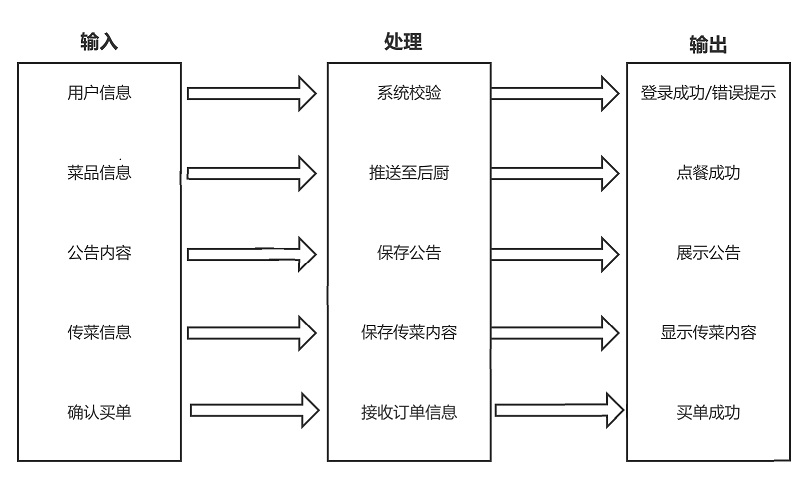 输入
处理
输出
用户信息
系统校验
登录成功/错误提示
菜品信息
推送至后厨
点餐成功
公告内容
保存公告
展示公告
传菜信息
保存传菜内容
显示传菜内容
确认买单
接收订单信息
买单成功